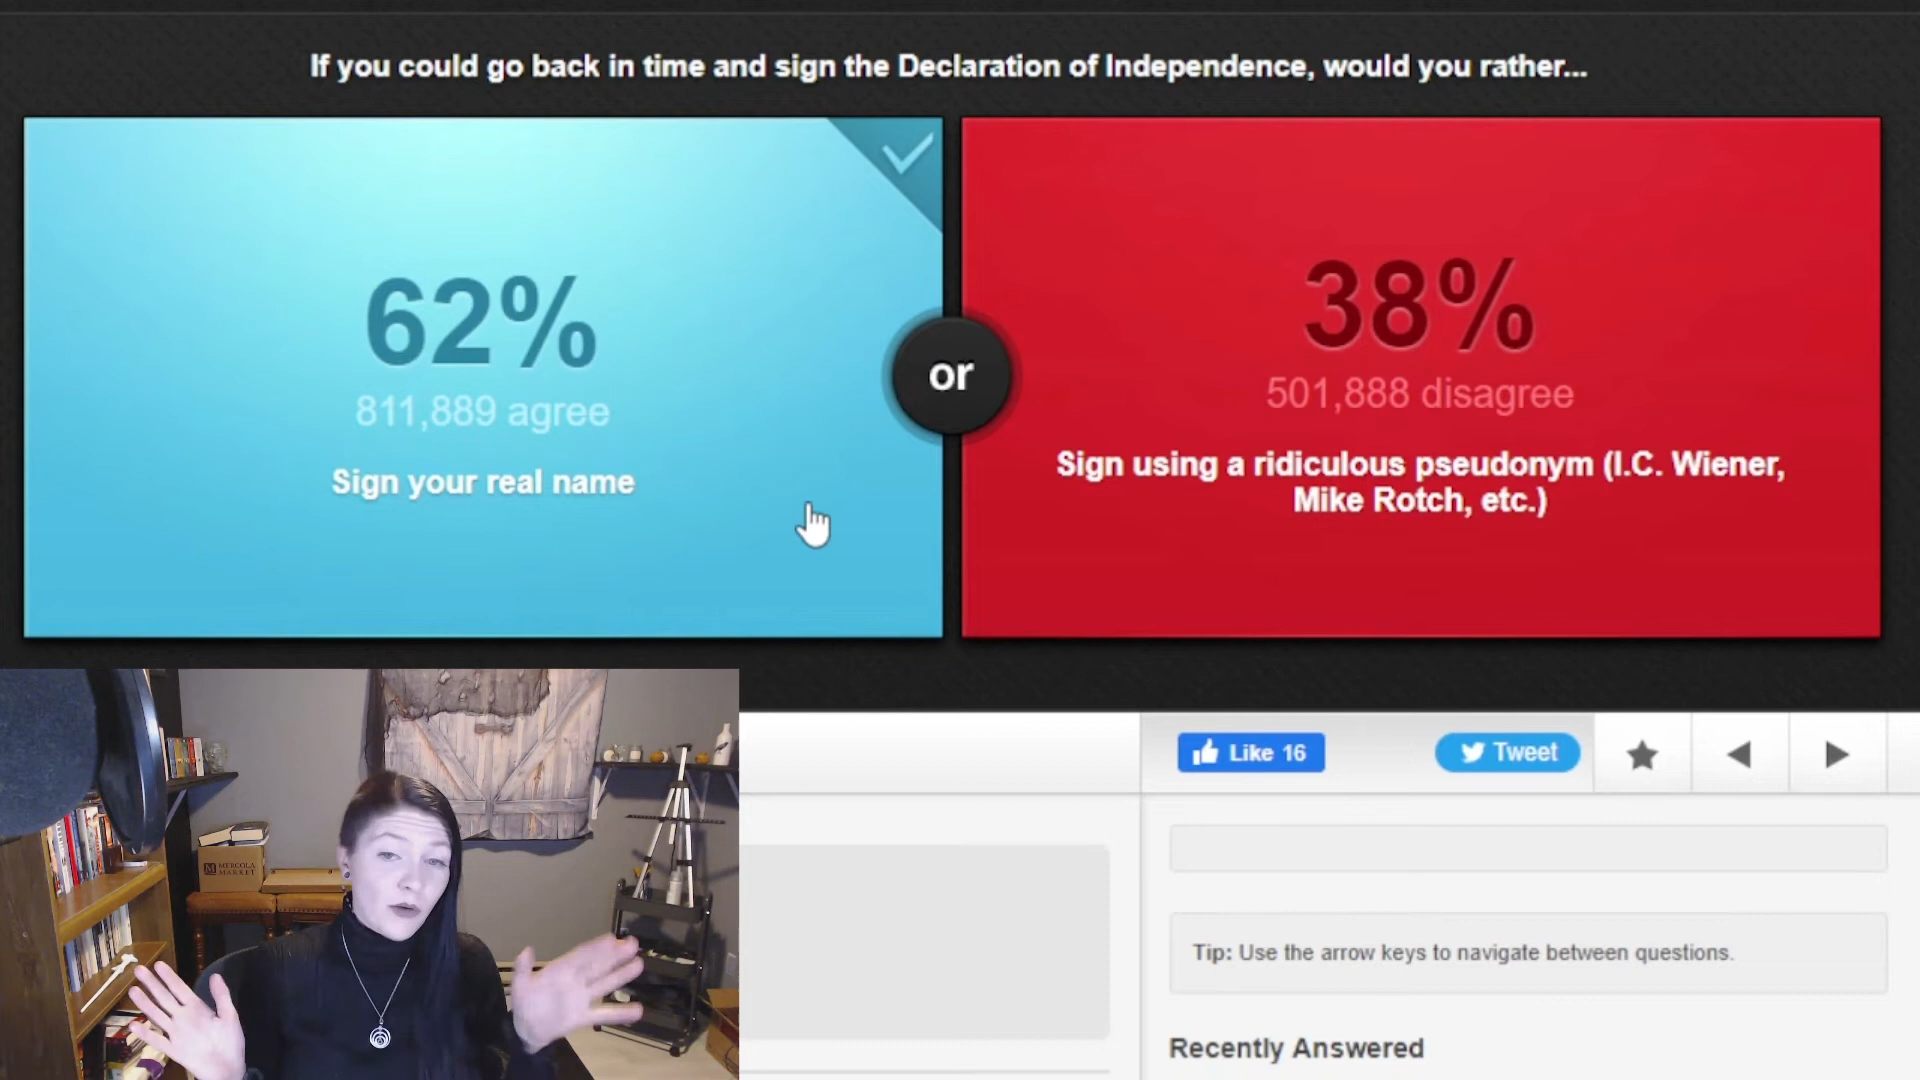 If you could go back in time and sign the Declaration of Independence, would you rather...
62%
811,889 agree
Sign your real name
or
38%
501,888 disagree
Sign using a ridiculous pseudonym (I.C. Wiener,
Mike Rotch, etc.)
Like 16
Tweet
Tip: Use the arrow keys to navigate between questions.
Recently Answered
MERCOLA
MARKET